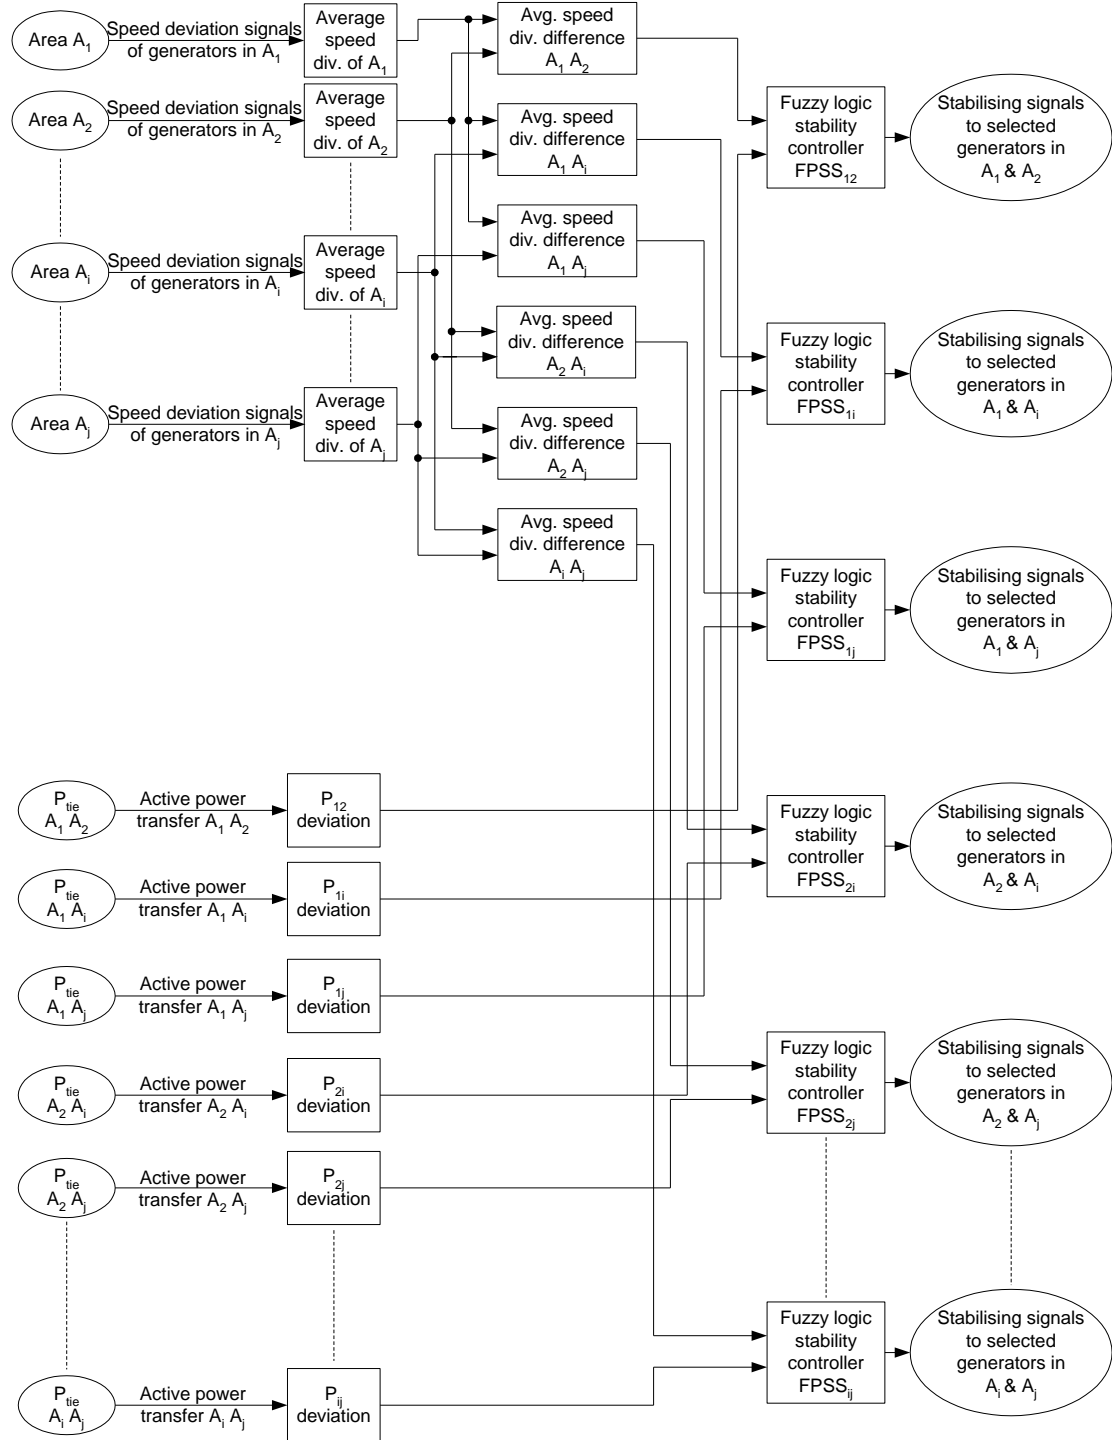 Area A₁
Speed deviation signals
of generators in A₁
Average
speed
div. of A₁
Avg. speed
div. difference
A₁ A₂
Area A₂
Speed deviation signals
of generators in A₂
Average
speed
div. of A₂
Avg. speed
div. difference
A₁ Aᵢ
Fuzzy logic
stability
controller
FPSS₁₂
Stabilising signals
to selected
generators in
A₁ & A₂
Area Aᵢ
Speed deviation signals
of generators in Aᵢ
Average
speed
div. of Aᵢ
Avg. speed
div. difference
A₁ Aⱼ
Avg. speed
div. difference
A₂ Aᵢ
Fuzzy logic
stability
controller
FPSS₁ᵢ
Stabilising signals
to selected
generators in
A₁ & Aᵢ
Area Aⱼ
Speed deviation signals
of generators in Aⱼ
Average
speed
div. of Aⱼ
Avg. speed
div. difference
A₂ Aⱼ
Avg. speed
div. difference
Aᵢ Aⱼ
Fuzzy logic
stability
controller
FPSS₁ⱼ
Stabilising signals
to selected
generators in
A₁ & Aⱼ
Pₜᵢₑ
A₁ A₂
Active power
transfer A₁ A₂
P₁₂
deviation
Fuzzy logic
stability
controller
FPSS₂ᵢ
Stabilising signals
to selected
generators in
A₂ & Aᵢ
Pₜᵢₑ
A₁ Aᵢ
Active power
transfer A₁ Aᵢ
P₁ᵢ
deviation
Pₜᵢₑ
A₁ Aⱼ
Active power
transfer A₁ Aⱼ
P₁ⱼ
deviation
Pₜᵢₑ
A₂ Aᵢ
Active power
transfer A₂ Aᵢ
P₂ᵢ
deviation
Fuzzy logic
stability
controller
FPSS₂ⱼ
Stabilising signals
to selected
generators in
A₂ & Aⱼ
Pₜᵢₑ
A₂ Aⱼ
Active power
transfer A₂ Aⱼ
P₂ⱼ
deviation
Pₜᵢₑ
Aᵢ Aⱼ
Active power
transfer Aᵢ Aⱼ
Pᵢⱼ
deviation
Fuzzy logic
stability
controller
FPSSᵢⱼ
Stabilising signals
to selected
generators in
Aᵢ & Aⱼ